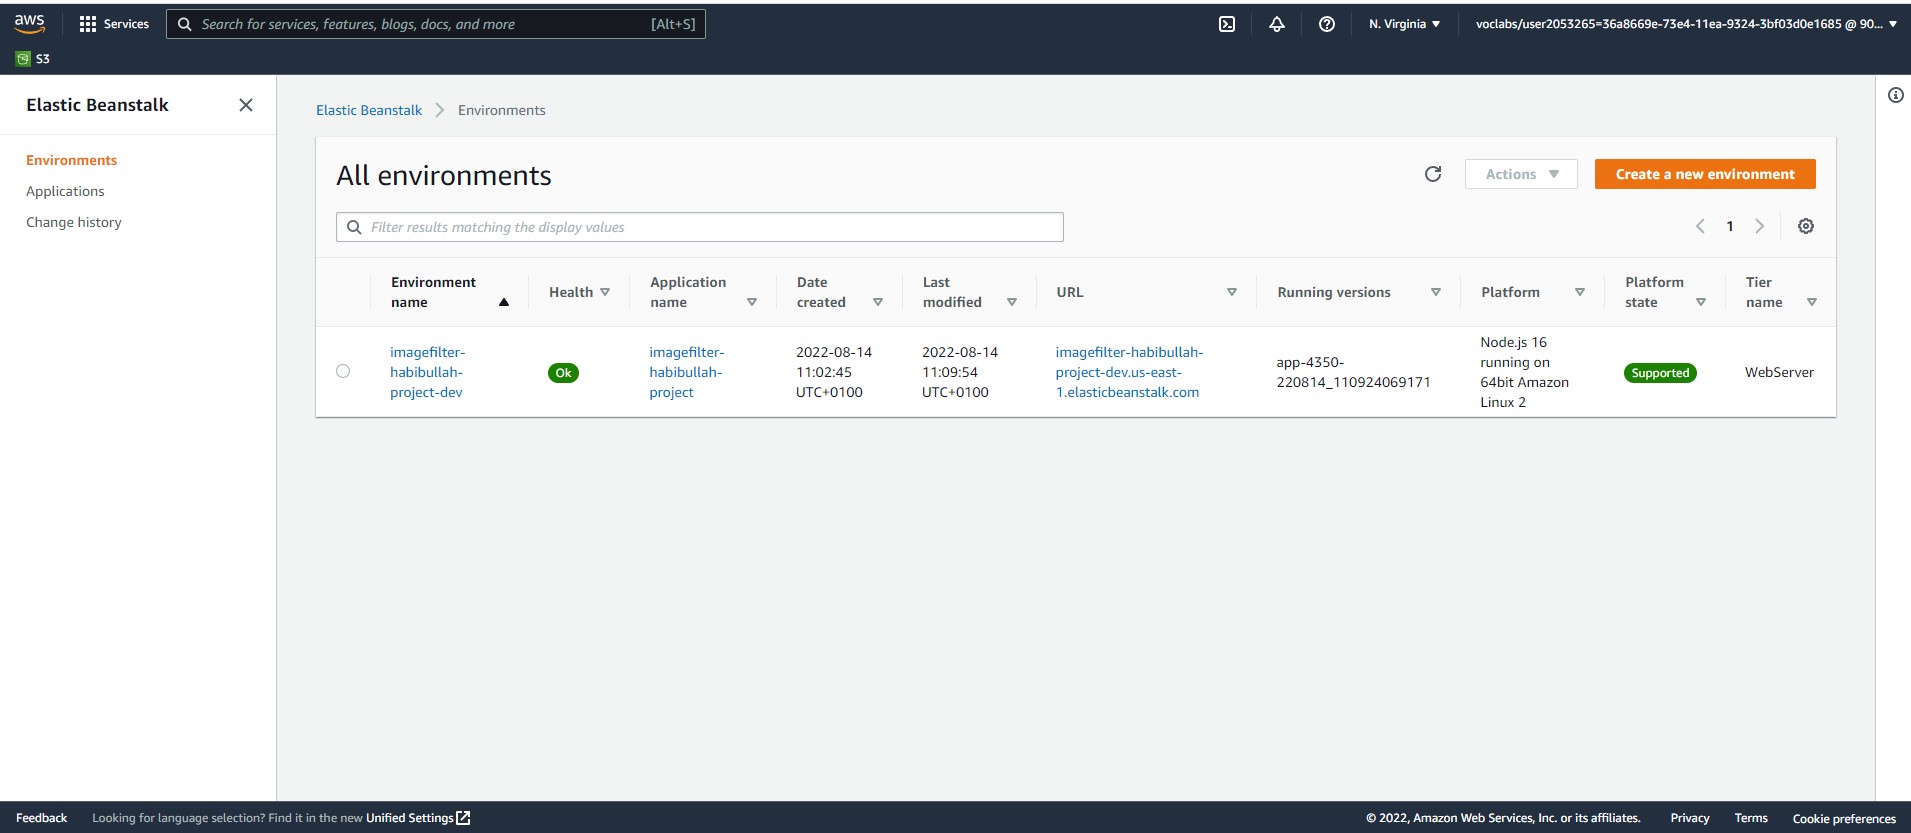 aws
Services
Search for services, features, blogs, docs, and more
[Alt+S]
N. Virginia
voclabs/user2053265=36a8669e-73e4-11ea-9324-3bf03d0e1685 @ 90...
S3
Elastic Beanstalk
Environments
Applications
Change history
Elastic Beanstalk
Environments
All environments
Actions
Create a new environment
Filter results matching the display values
1
Environment
name
Health
Application
name
Date
created
Last
modified
URL
Running versions
Platform
Platform
state
Tier
name
imagefilter-
habibullah-
project-dev
Ok
imagefilter-
habibullah-
project
2022-08-14
11:02:45
UTC+0100
2022-08-14
11:09:54
UTC+0100
imagefilter-habibullah-
project-dev.us-east-
1.elasticbeanstalk.com
app-4350-
220814_110924069171
Node.js 16
running on
64bit Amazon
Linux 2
Supported
WebServer
Feedback
Looking for language selection? Find it in the new Unified Settings
© 2022, Amazon Web Services, Inc. or its affiliates.
Privacy
Terms
Cookie preferences